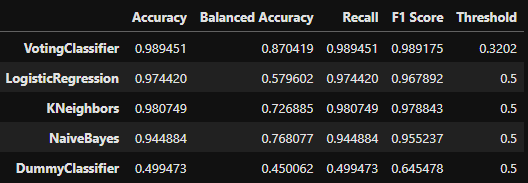 Accuracy Balanced Accuracy Recall F1 Score Threshold
VotingClassifier 0.989451 0.870419 0.989451 0.989175 0.3202
LogisticRegression 0.974420 0.579602 0.974420 0.967892 0.5
KNeighbors 0.980749 0.726885 0.980749 0.978843 0.5
NaiveBayes 0.944884 0.768077 0.944884 0.955237 0.5
DummyClassifier 0.499473 0.450062 0.499473 0.645478 0.5